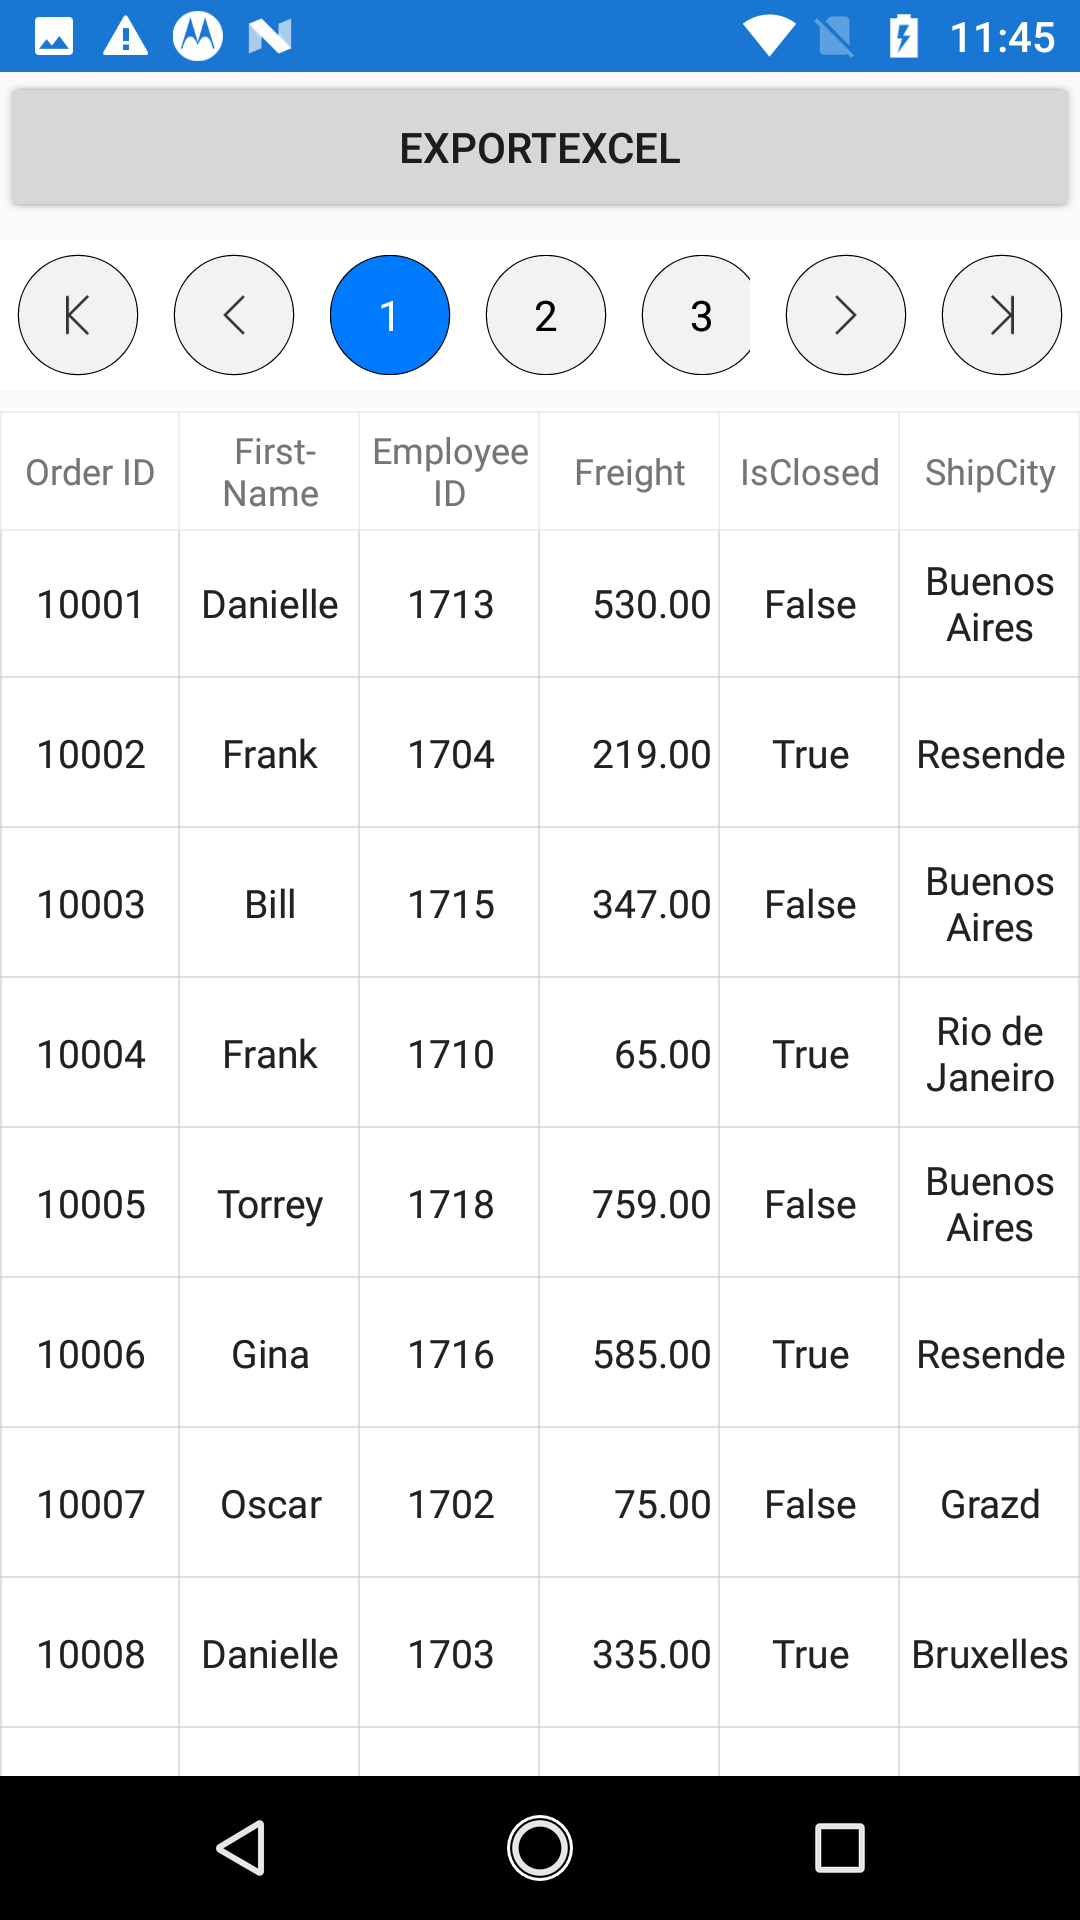 11:45
EXPORTEXCEL
1 2 3
Order ID First-Name Employee ID Freight IsClosed ShipCity
10001 Danielle 1713 530.00 False Buenos Aires
10002 Frank 1704 219.00 True Resende
10003 Bill 1715 347.00 False Buenos Aires
10004 Frank 1710 65.00 True Rio de Janeiro
10005 Torrey 1718 759.00 False Buenos Aires
10006 Gina 1716 585.00 True Resende
10007 Oscar 1702 75.00 False Grazd
10008 Danielle 1703 335.00 True Bruxelles